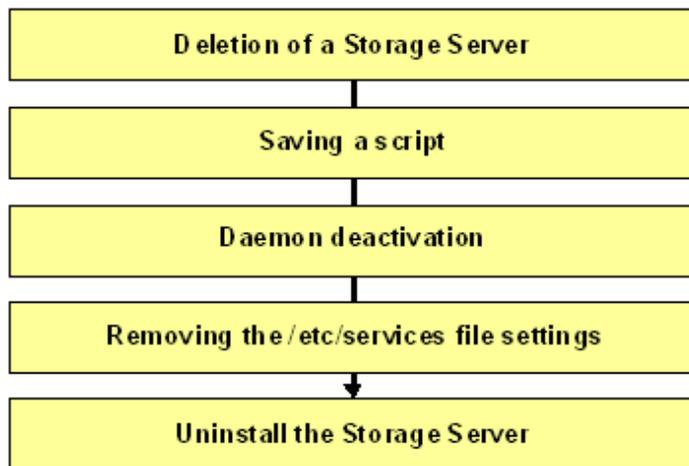 Deletion of a Storage Server
Saving a script
Daemon deactivation
Removing the /etc/services file settings
Uninstall the Storage Server